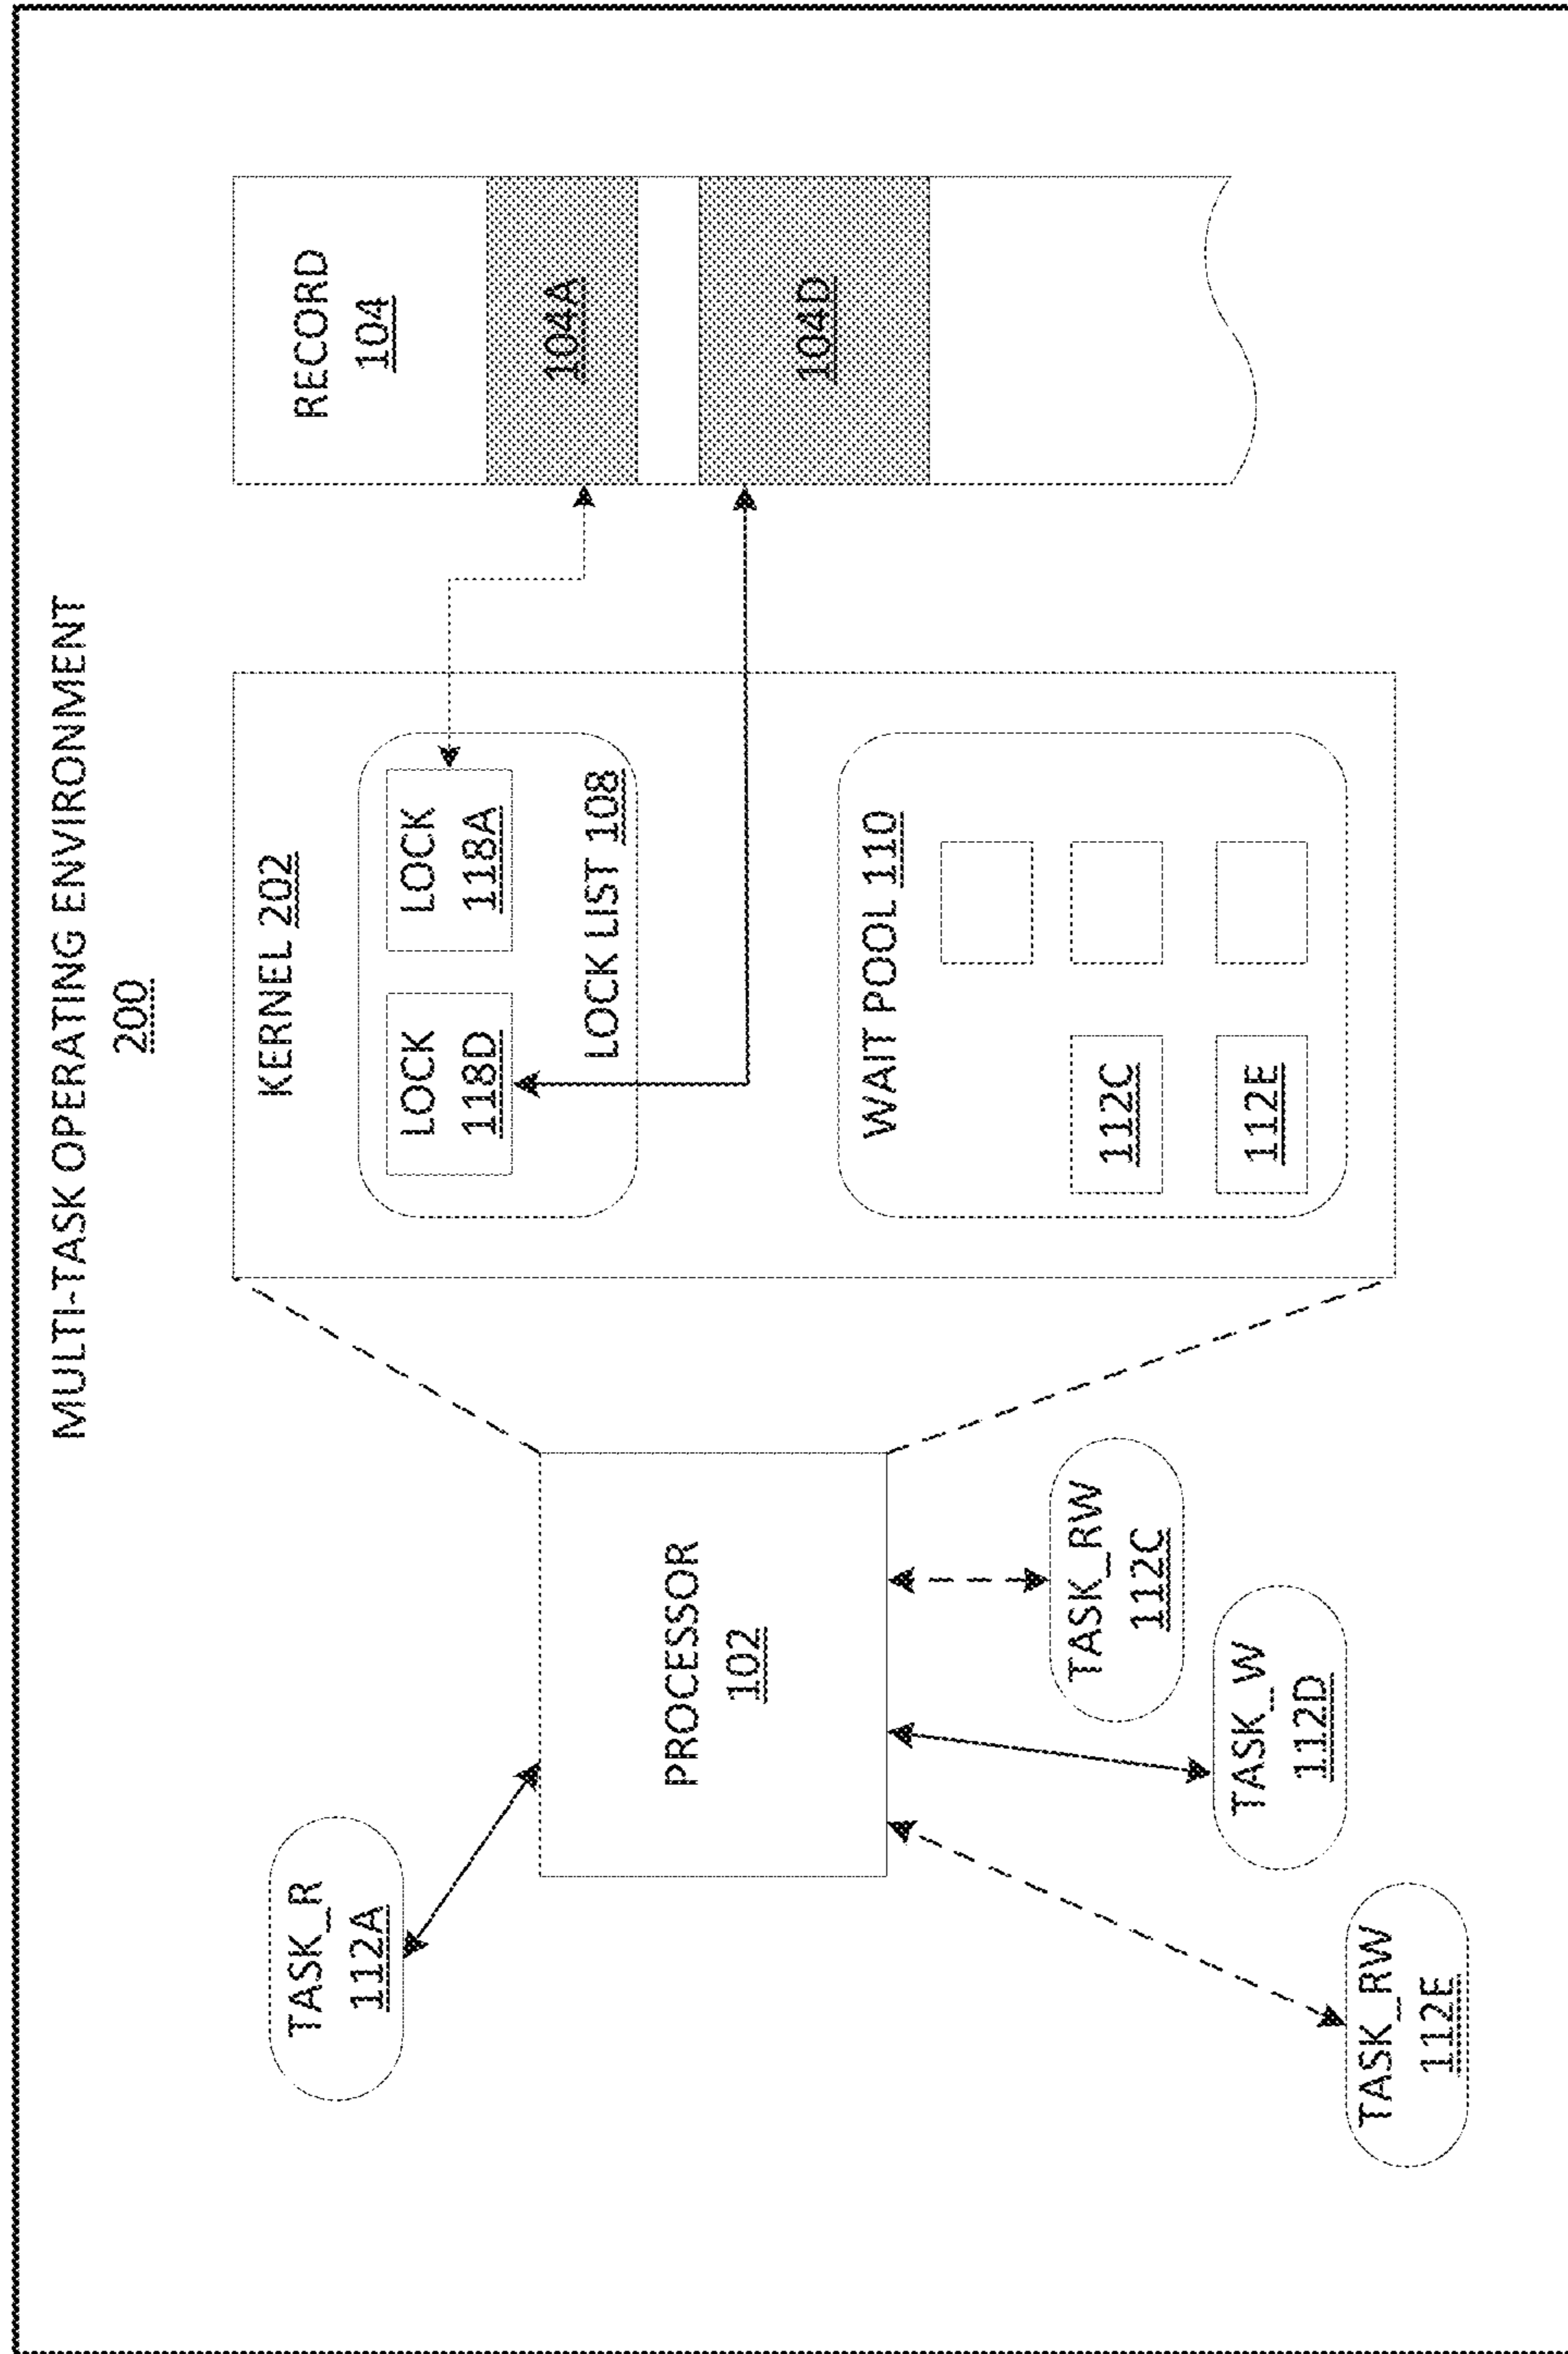 MULTI-TASK OPERATING ENVIRONMENT
200
TASK_R
112A
PROCESSOR
102
TASK_RW
112C
TASK_W
112D
TASK_RW
112E
KERNEL 202
LOCK
118D
LOCK
118A
LOCK LIST 108
WAIT POOL 110
112C
112E
RECORD
104
104A
104D